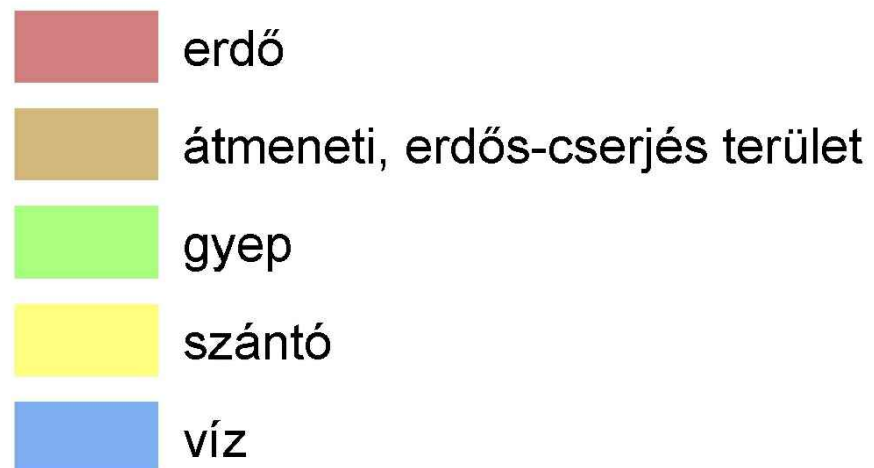 erdő
átmeneti, erdős-cserjés terület
gyep
szántó
víz